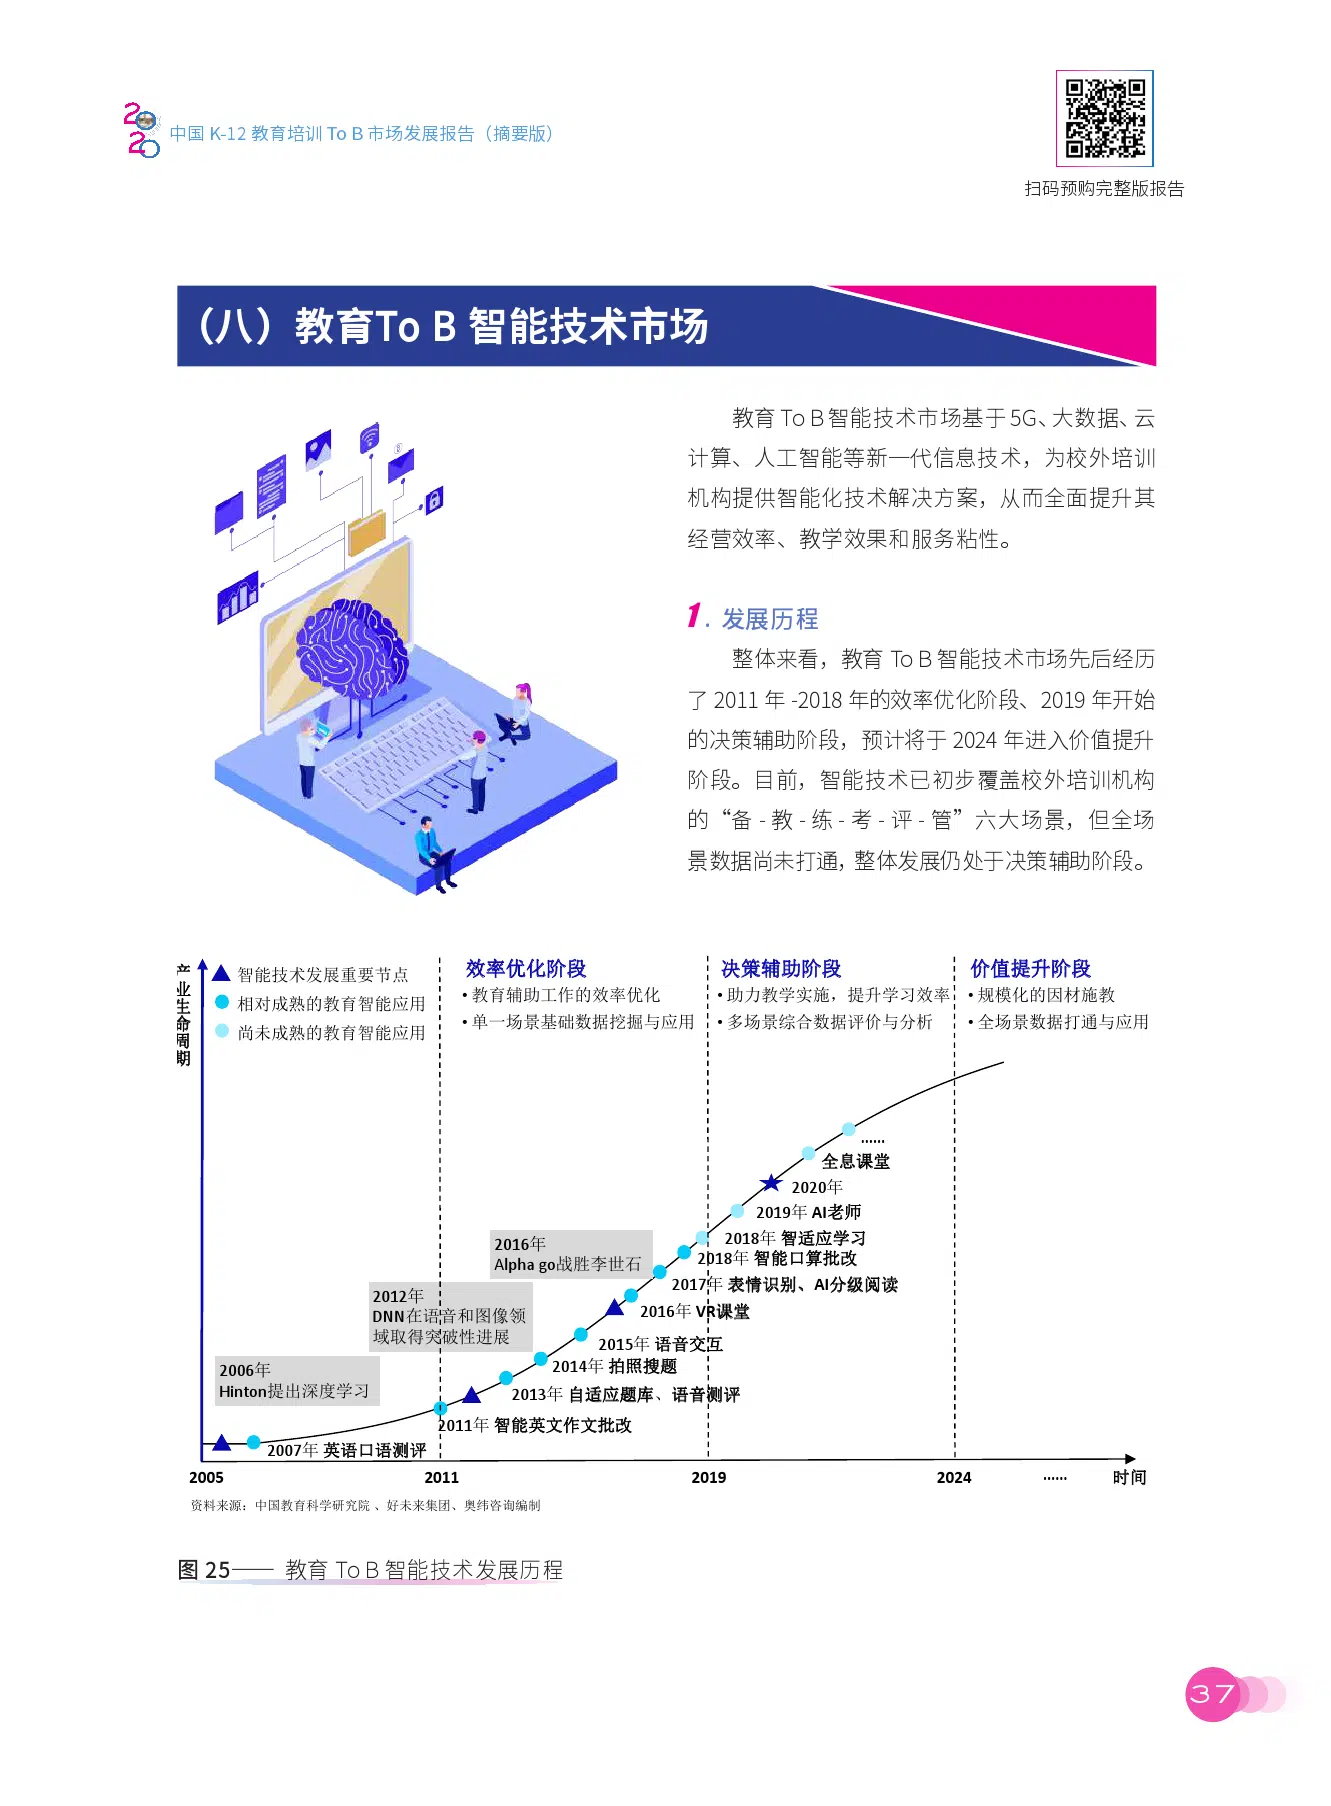 2020
中国 K-12 教育培训 To B 市场发展报告（摘要版）
扫码预购完整版报告
（八）教育To B 智能技术市场
教育 To B 智能技术市场基于 5G、大数据、云
计算、人工智能等新一代信息技术，为校外培训
机构提供智能化技术解决方案，从而全面提升其
经营效率、教学效果和服务粘性。
1. 发展历程
整体来看，教育 To B 智能技术市场先后经历
了 2011 年 -2018 年的效率优化阶段、2019 年开始
的决策辅助阶段，预计将于 2024 年进入价值提升
阶段。目前，智能技术已初步覆盖校外培训机构
的“备 - 教 - 练 - 考 - 评 - 管”六大场景，但全场
景数据尚未打通，整体发展仍处于决策辅助阶段。
产业生命周期
智能技术发展重要节点
相对成熟的教育智能应用
尚未成熟的教育智能应用
效率优化阶段
• 教育辅助工作的效率优化
• 单一场景基础数据挖掘与应用
决策辅助阶段
• 助力教学实施，提升学习效率
• 多场景综合数据评价与分析
价值提升阶段
• 规模化的因材施教
• 全场景数据打通与应用
......
全息课堂
2020年
2019年 AI老师
2018年 智适应学习
2018年 智能口算批改
2017年 表情识别、AI分级阅读
2016年 VR课堂
2015年 语音交互
2014年 拍照搜题
2013年 自适应题库、语音测评
2011年 智能英文作文批改
2007年 英语口语测评
2016年
Alpha go战胜李世石
2012年
DNN在语音和图像领
域取得突破性进展
2006年
Hinton提出深度学习
2005 2011 2019 2024 ...... 时间
资料来源：中国教育科学研究院 、好未来集团、奥纬咨询编制
图 25—— 教育 To B 智能技术发展历程
37